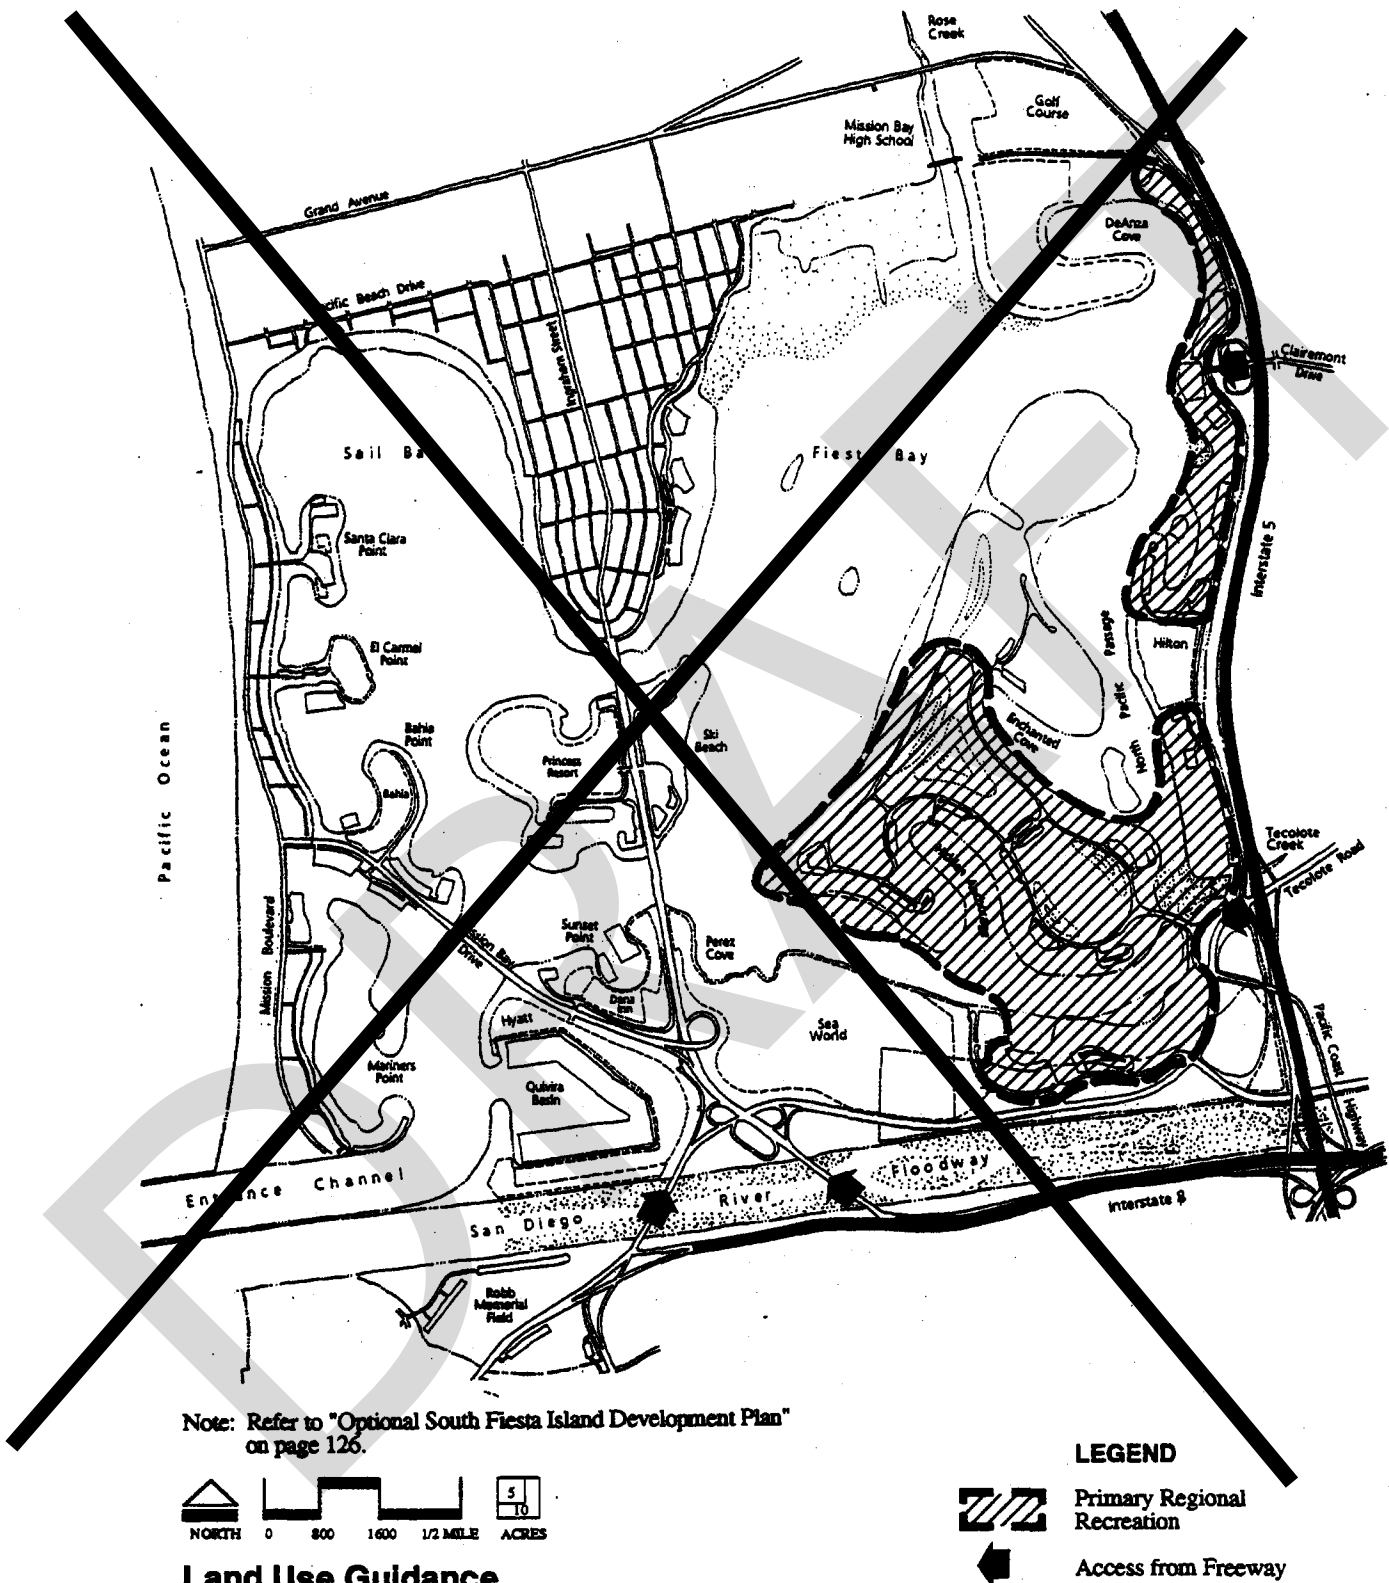 Rose
Creek
Golf
Course
Mission Bay
High School
Grand Avenue
DeAnza
Cove
Beach Drive
Ingraham Street
Clairemont
Drive
Sail
Fiesta Bay
Interstate 5
Santa Clara
Point
El Carmel
Point
Passage
Pacific
North
Hilton
Pacific Ocean
Bahia
Point
Bahia
Princess
Resort
Ski
Beach
Enchanted
Cove
Tecolote
Creek
Tecolote Road
Mission Boulevard
Bay
Drive
Sunset
Point
Perez
Cove
Dana
Inn
Hyatt
Sea
World
Mariners
Point
Quivira
Basin
Pacific Coast
Highway
Entrance Channel
San Diego River Floodway
Interstate 8
Robb
Memorial
Field
DRAFT
Note: Refer to "Optional South Fiesta Island Development Plan"
on page 126.
LEGEND
5
10
NORTH 0 800 1600 1/2 MILE ACRES
Primary Regional
Recreation
Access from Freeway
Land Use Guidance